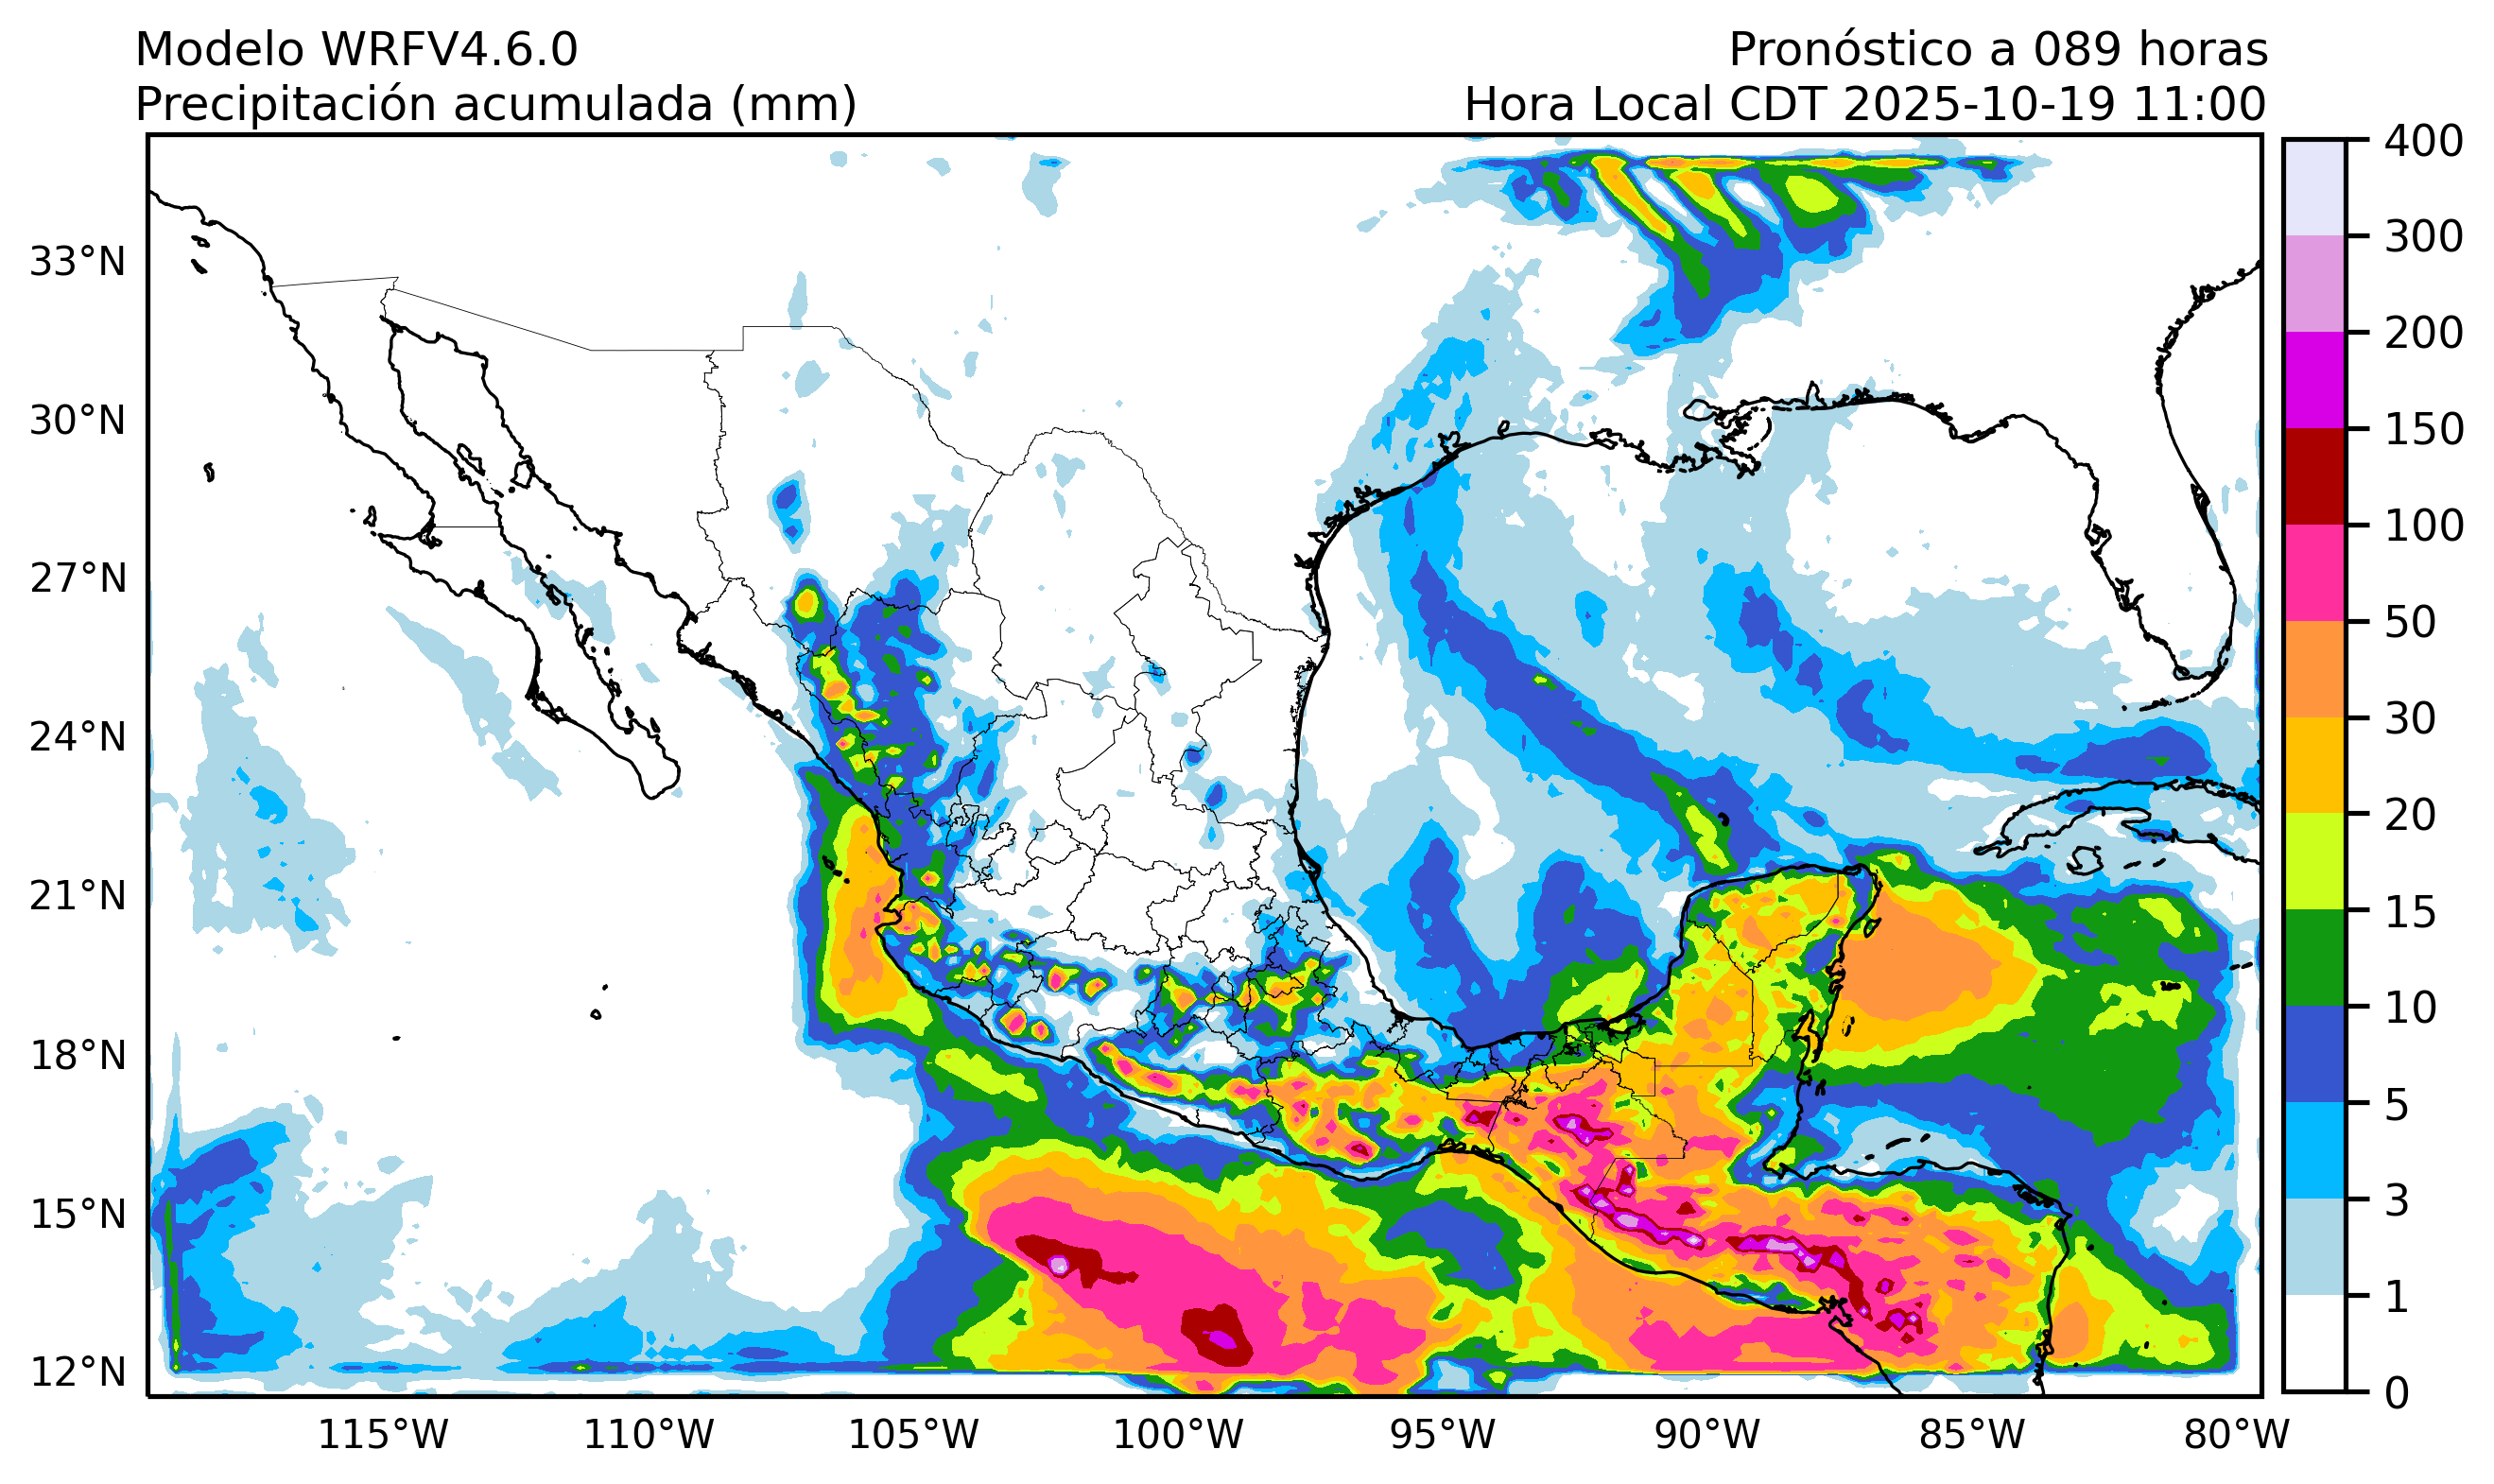 Modelo WRFV4.6.0
Pronóstico a 089 horas
Precipitación acumulada (mm)
Hora Local CDT 2025-10-19 11:00
33°N
30°N
27°N
24°N
21°N
18°N
15°N
12°N
115°W
110°W
105°W
100°W
95°W
90°W
85°W
80°W
400
300
200
150
100
50
30
20
15
10
5
3
1
0